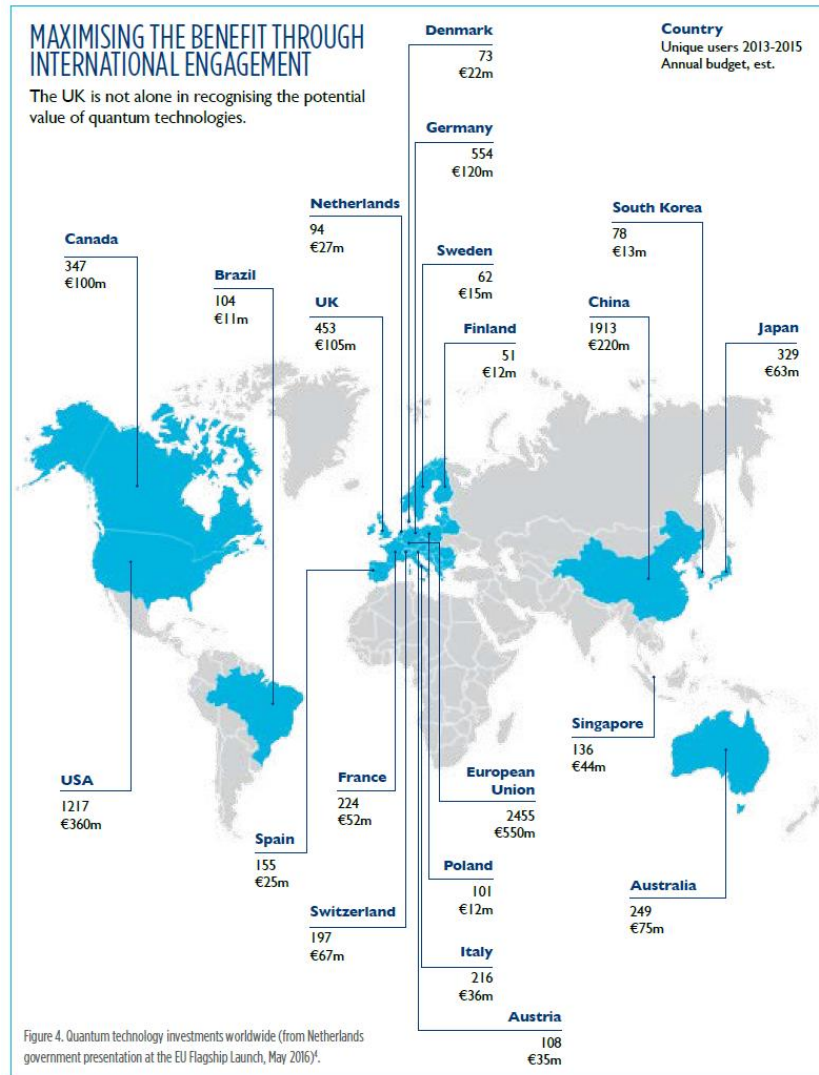 MAXIMISING THE BENEFIT THROUGH
INTERNATIONAL ENGAGEMENT
The UK is not alone in recognising the potential
value of quantum technologies.
Country
Unique users 2013-2015
Annual budget, est.
Denmark
73
€22m
Germany
554
€120m
Netherlands
94
€27m
South Korea
78
€13m
Canada
347
€100m
Sweden
62
€15m
Brazil
104
€11m
UK
453
€105m
Finland
51
€12m
China
1913
€220m
Japan
329
€63m
Singapore
136
€44m
USA
1217
€360m
France
224
€52m
European
Union
2455
€550m
Spain
155
€25m
Poland
101
€12m
Australia
249
€75m
Switzerland
197
€67m
Italy
216
€36m
Austria
108
€35m
Figure 4. Quantum technology investments worldwide (from Netherlands
government presentation at the EU Flagship Launch, May 2016)⁴.